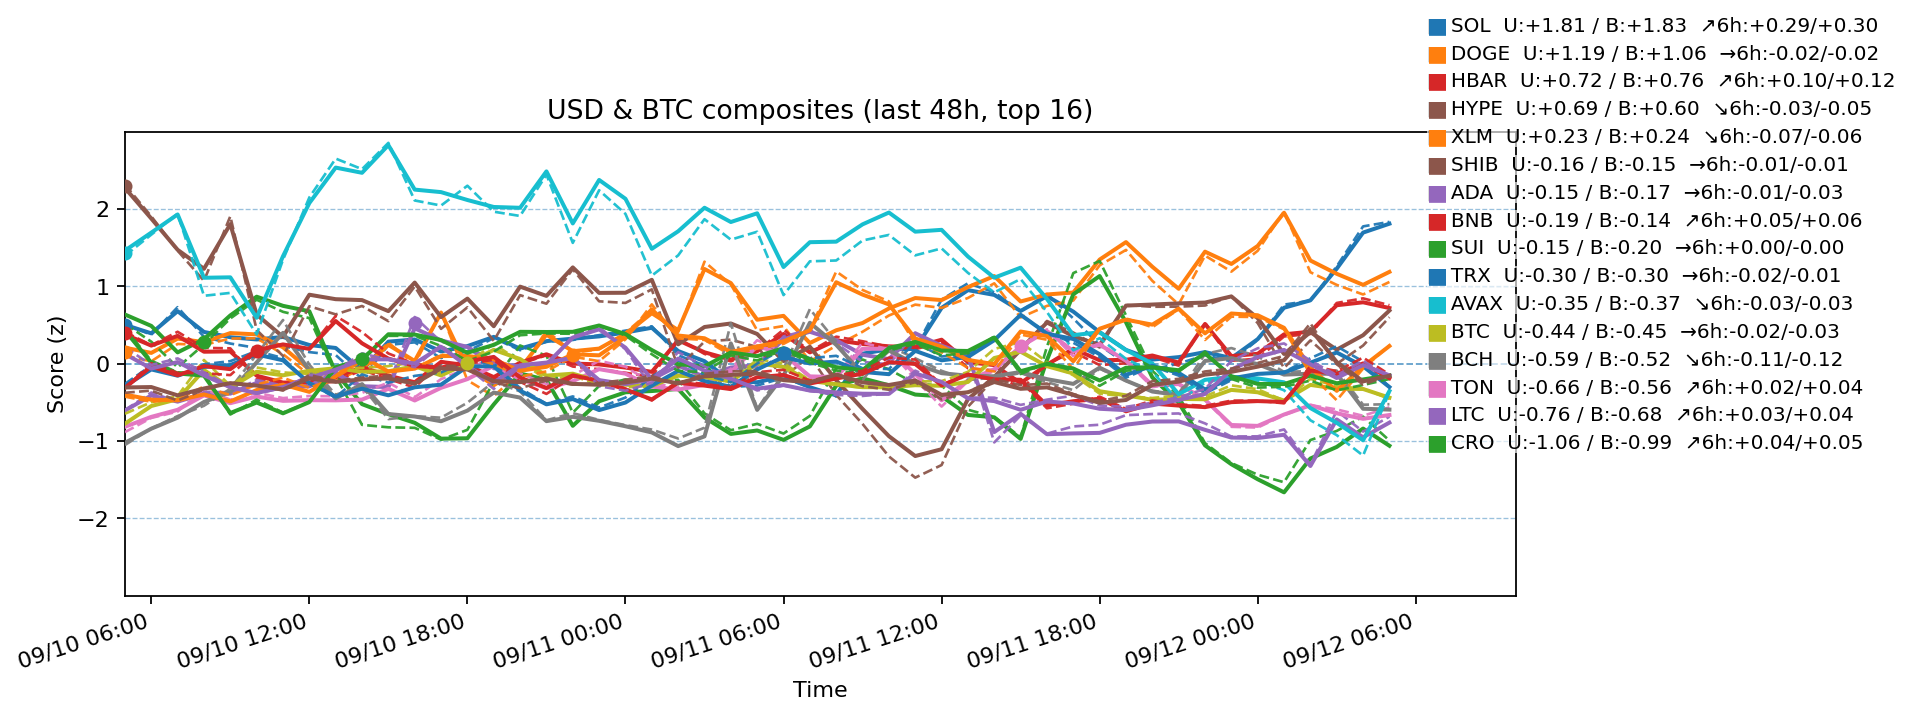 SOL U:+1.81 / B:+1.83 ↗6h:+0.29/+0.30
DOGE U:+1.19 / B:+1.06 →6h:-0.02/-0.02
HBAR U:+0.72 / B:+0.76 ↗6h:+0.10/+0.12
HYPE U:+0.69 / B:+0.60 ↘6h:-0.03/-0.05
XLM U:+0.23 / B:+0.24 ↘6h:-0.07/-0.06
SHIB U:-0.16 / B:-0.15 →6h:-0.01/-0.01
ADA U:-0.15 / B:-0.17 →6h:-0.01/-0.03
BNB U:-0.19 / B:-0.14 ↗6h:+0.05/+0.06
SUI U:-0.15 / B:-0.20 →6h:+0.00/-0.00
TRX U:-0.30 / B:-0.30 →6h:-0.02/-0.01
AVAX U:-0.35 / B:-0.37 ↘6h:-0.03/-0.03
BTC U:-0.44 / B:-0.45 →6h:-0.02/-0.03
BCH U:-0.59 / B:-0.52 ↘6h:-0.11/-0.12
TON U:-0.66 / B:-0.56 ↗6h:+0.02/+0.04
LTC U:-0.76 / B:-0.68 ↗6h:+0.03/+0.04
CRO U:-1.06 / B:-0.99 ↗6h:+0.04/+0.05
USD & BTC composites (last 48h, top 16)
Score (z)
2
1
0
−1
−2
09/10 06:00
09/10 12:00
09/10 18:00
09/11 00:00
09/11 06:00
09/11 12:00
09/11 18:00
09/12 00:00
09/12 06:00
Time